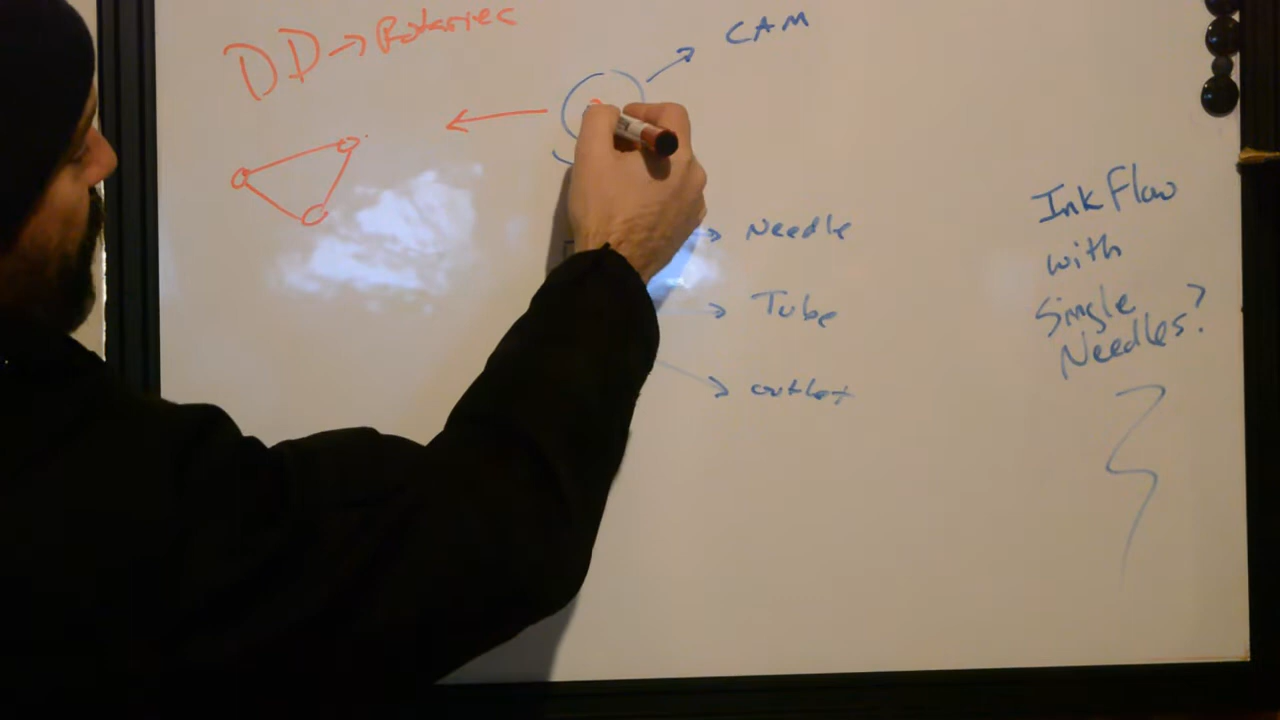 DD → Rotaries
CAM
Needle
Tube
outlet
Ink Flow
with
Single
Needles?